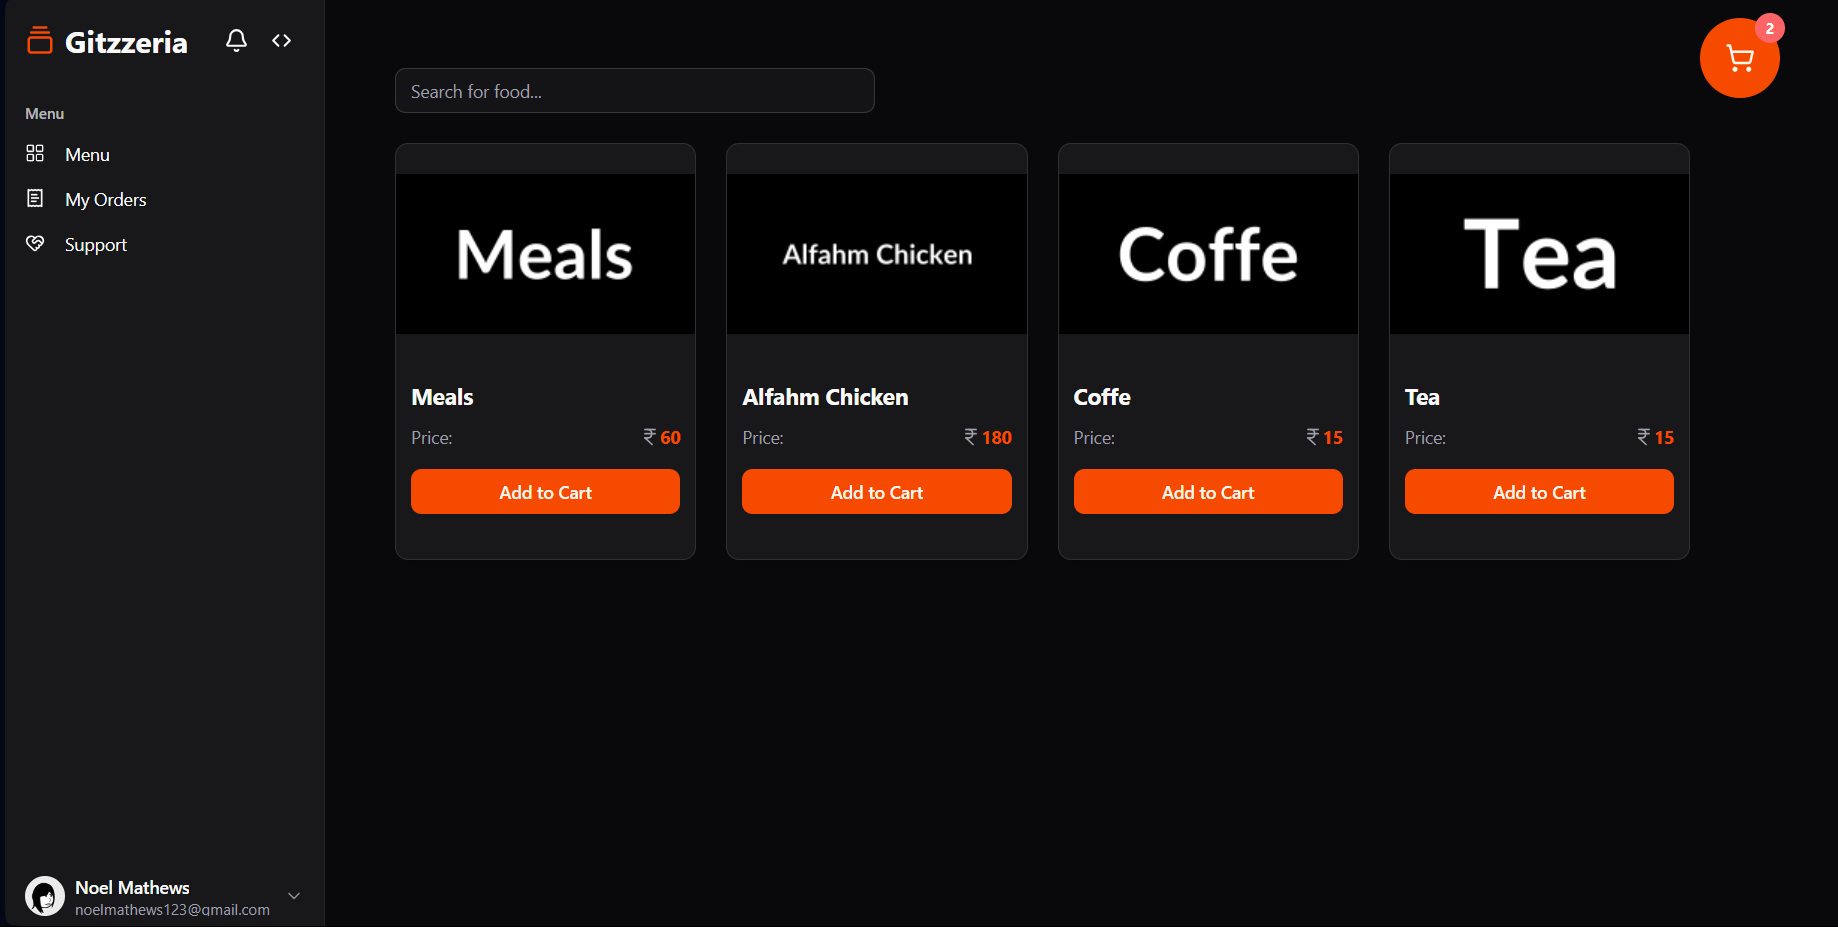 Gitzzeria
2
Menu
Menu
My Orders
Support
Search for food...
Meals
Meals
Price: ₹ 60
Add to Cart
Alfahm Chicken
Alfahm Chicken
Price: ₹ 180
Add to Cart
Coffe
Coffe
Price: ₹ 15
Add to Cart
Tea
Tea
Price: ₹ 15
Add to Cart
Noel Mathews
noelmathews123@gmail.com